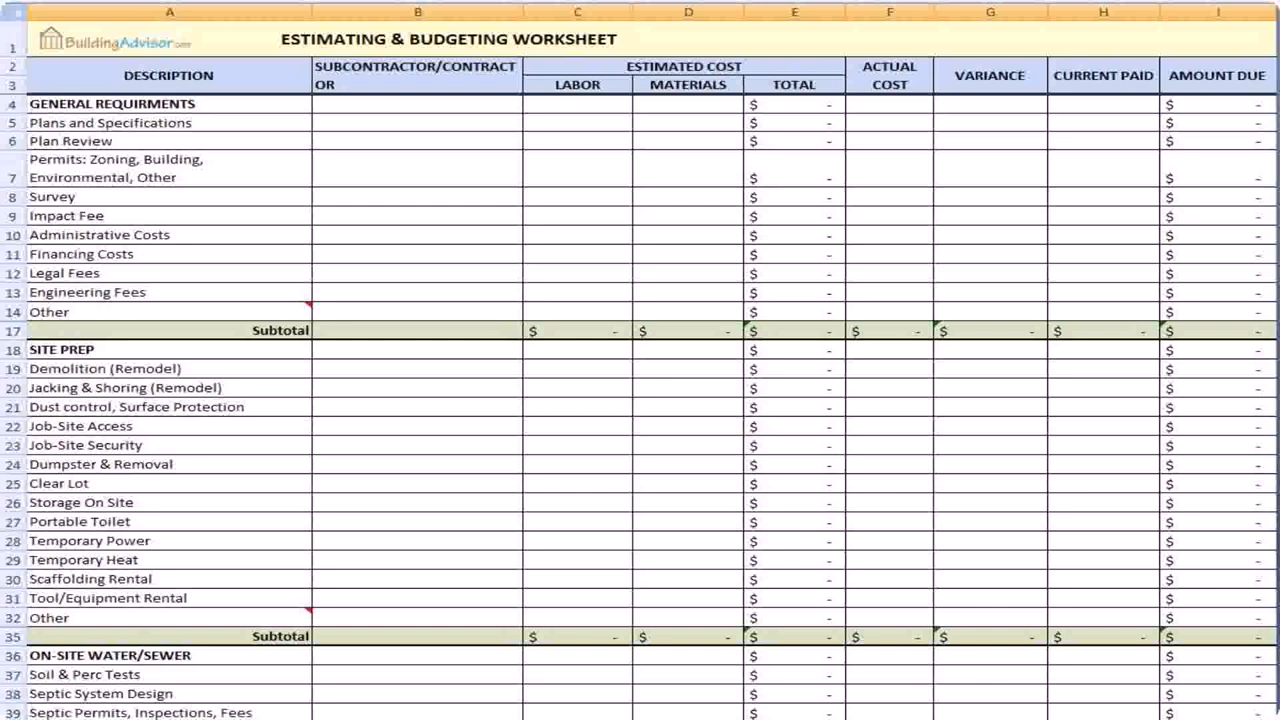 A B C D E F G H I
1 BuildingAdvisor.com ESTIMATING & BUDGETING WORKSHEET
2 DESCRIPTION SUBCONTRACTOR/CONTRACT ESTIMATED COST ACTUAL VARIANCE CURRENT PAID AMOUNT DUE
3 OR LABOR MATERIALS TOTAL COST
4 GENERAL REQUIRMENTS $ - $ -
5 Plans and Specifications $ - $ -
6 Plan Review $ - $ -
Permits: Zoning, Building,
7 Environmental, Other $ - $ -
8 Survey $ - $ -
9 Impact Fee $ - $ -
10 Administrative Costs $ - $ -
11 Financing Costs $ - $ -
12 Legal Fees $ - $ -
13 Engineering Fees $ - $ -
14 Other $ - $ -
17 Subtotal $ - $ - $ - $ - $ - $ - $ -
18 SITE PREP $ - $ -
19 Demolition (Remodel) $ - $ -
20 Jacking & Shoring (Remodel) $ - $ -
21 Dust control, Surface Protection $ - $ -
22 Job-Site Access $ - $ -
23 Job-Site Security $ - $ -
24 Dumpster & Removal $ - $ -
25 Clear Lot $ - $ -
26 Storage On Site $ - $ -
27 Portable Toilet $ - $ -
28 Temporary Power $ - $ -
29 Temporary Heat $ - $ -
30 Scaffolding Rental $ - $ -
31 Tool/Equipment Rental $ - $ -
32 Other $ - $ -
35 Subtotal $ - $ - $ - $ - $ - $ - $ -
36 ON-SITE WATER/SEWER $ - $ -
37 Soil & Perc Tests $ - $ -
38 Septic System Design $ - $ -
39 Septic Permits, Inspections, Fees $ - $ -